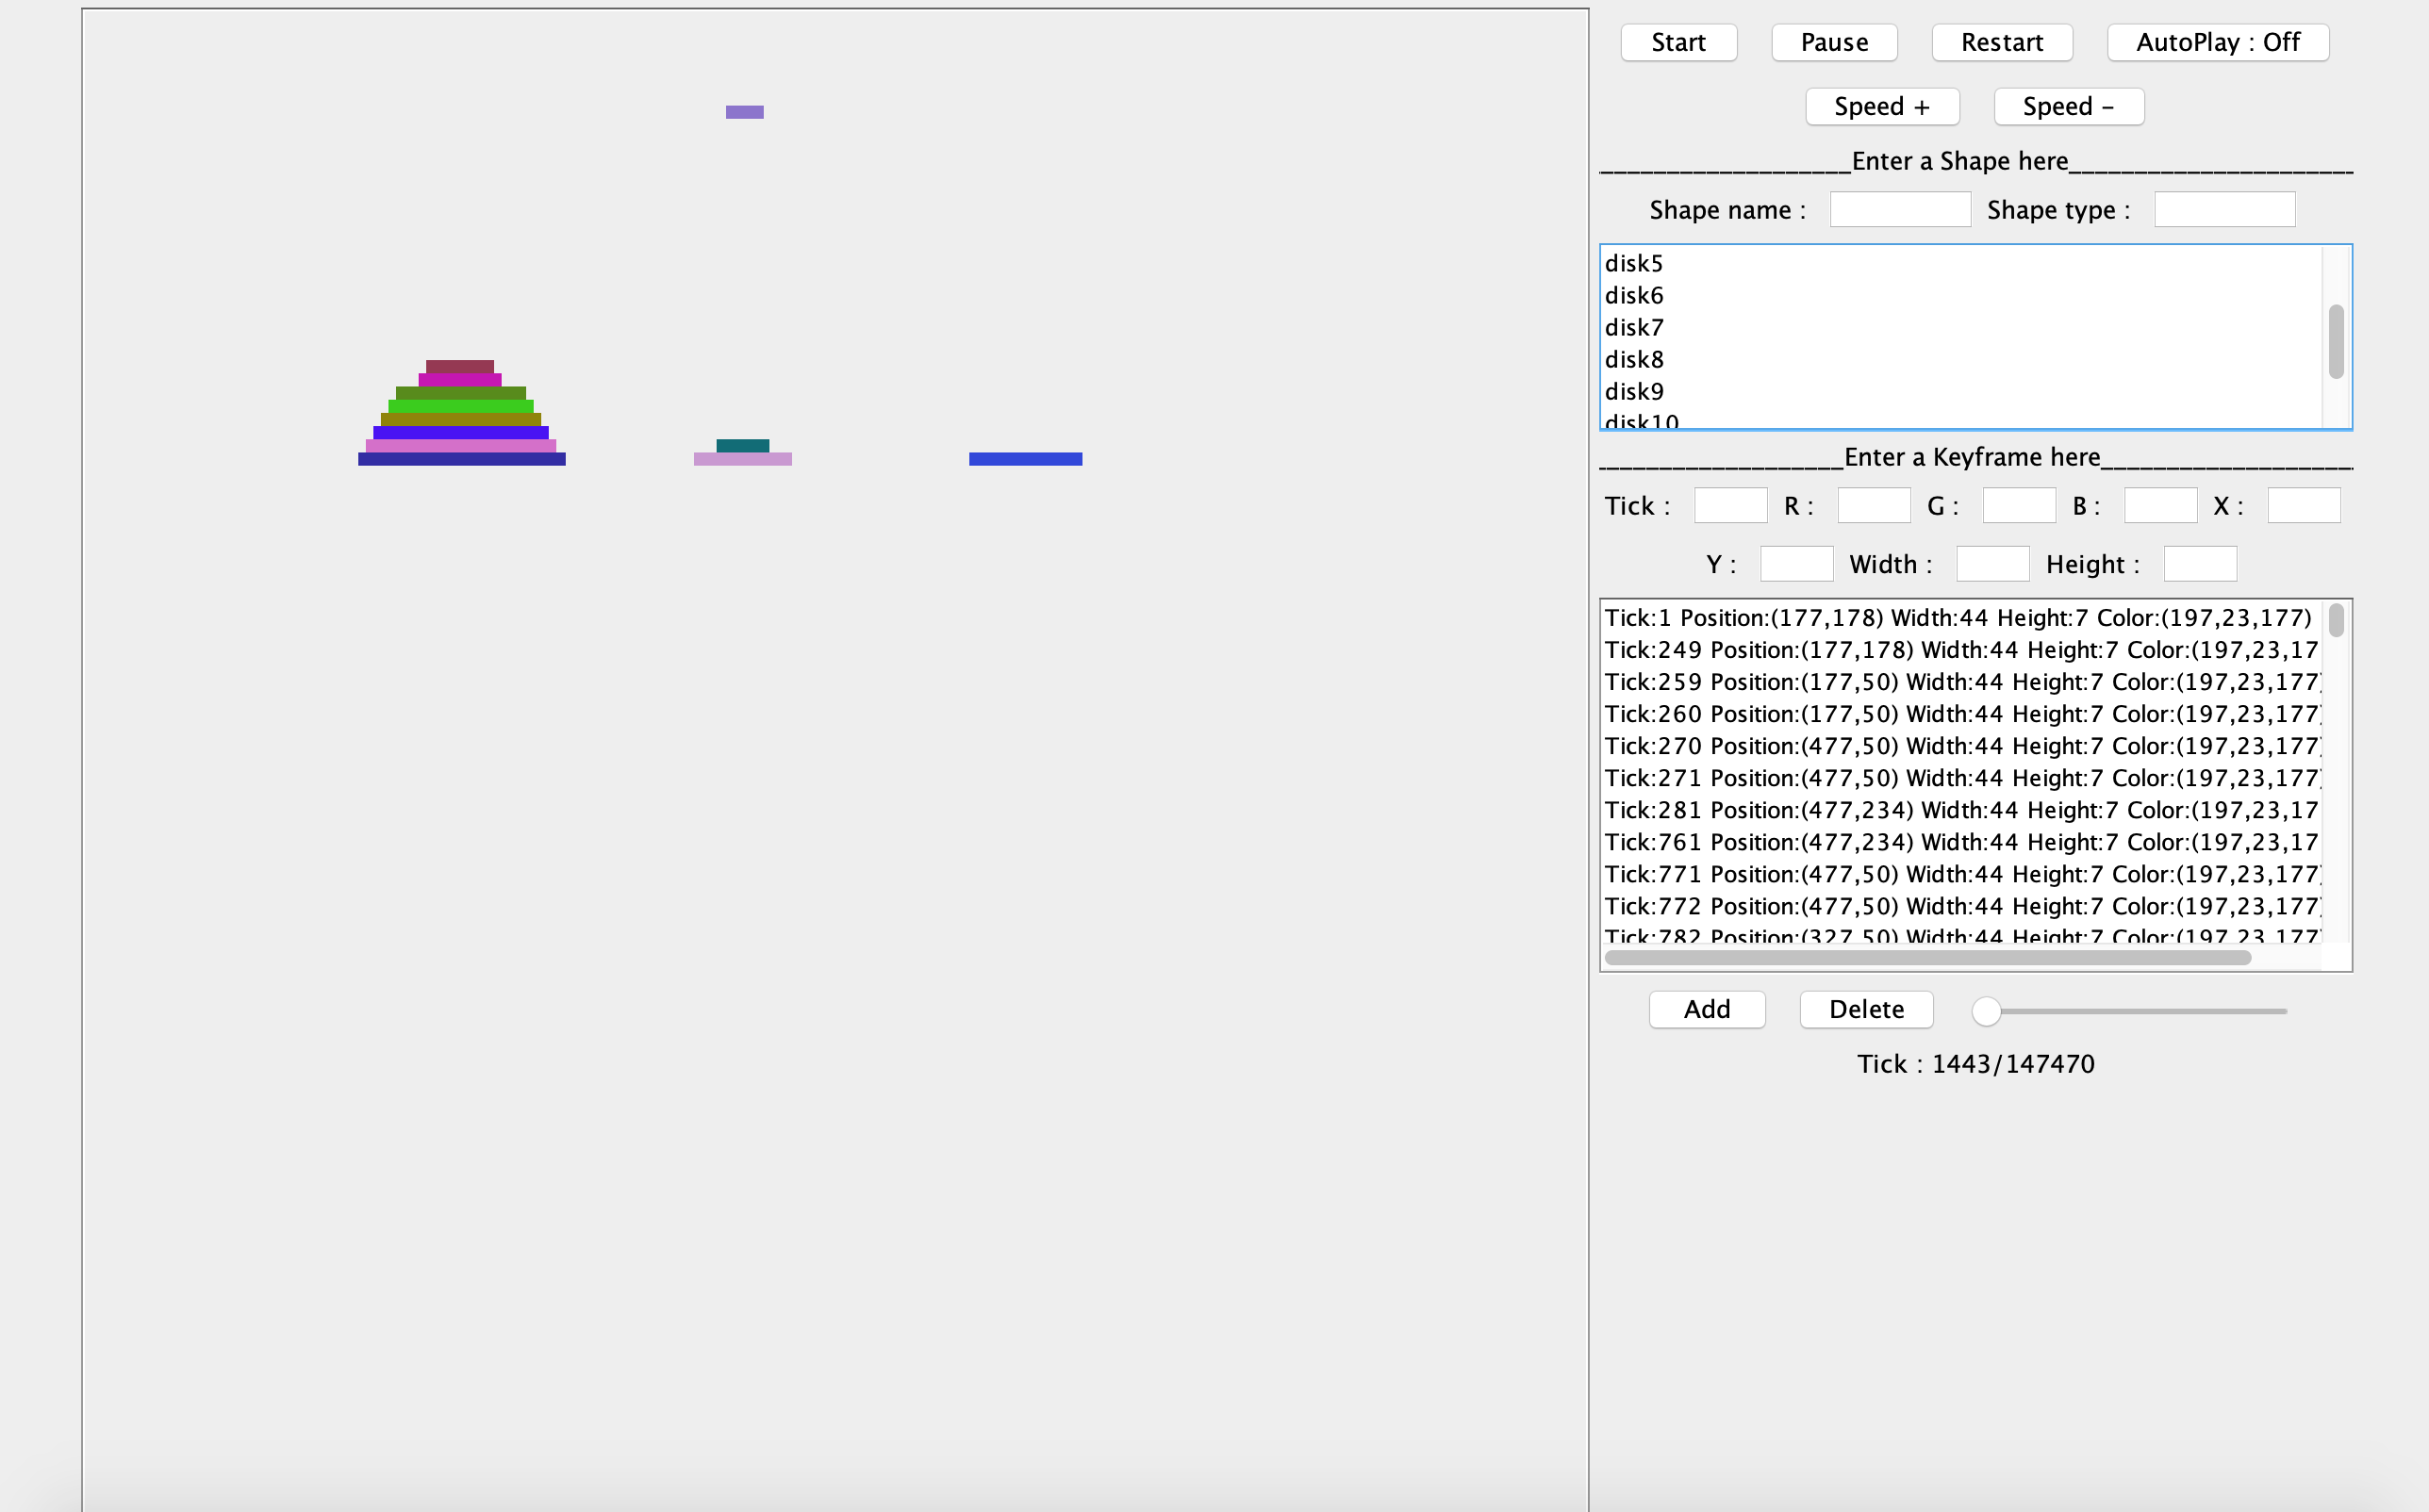 Start Pause Restart AutoPlay : Off
Speed + Speed -
___________________Enter a Shape here______________________
Shape name : Shape type :
disk5
disk6
disk7
disk8
disk9
disk10
___________________Enter a Keyframe here____________________
Tick : R : G : B : X :
Y : Width : Height :
Tick:1 Position:(177,178) Width:44 Height:7 Color:(197,23,177)
Tick:249 Position:(177,178) Width:44 Height:7 Color:(197,23,17
Tick:259 Position:(177,50) Width:44 Height:7 Color:(197,23,177)
Tick:260 Position:(177,50) Width:44 Height:7 Color:(197,23,177)
Tick:270 Position:(477,50) Width:44 Height:7 Color:(197,23,177)
Tick:271 Position:(477,50) Width:44 Height:7 Color:(197,23,177)
Tick:281 Position:(477,234) Width:44 Height:7 Color:(197,23,17
Tick:761 Position:(477,234) Width:44 Height:7 Color:(197,23,17
Tick:771 Position:(477,50) Width:44 Height:7 Color:(197,23,177)
Tick:772 Position:(477,50) Width:44 Height:7 Color:(197,23,177)
Tick:782 Position:(327,50) Width:44 Height:7 Color:(197,23,177)
Add Delete
Tick : 1443/147470